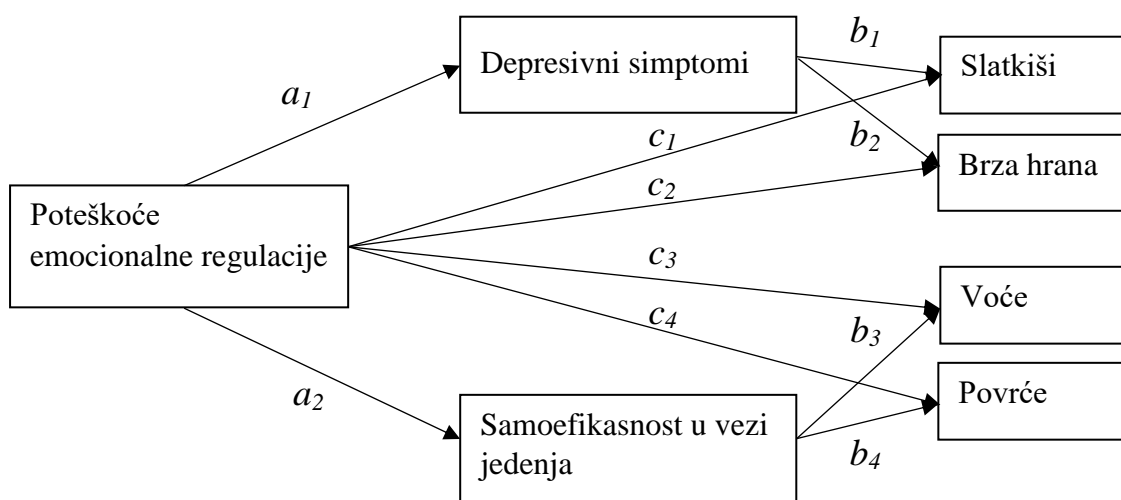 b1
Depresivni simptomi
Slatkiši
a1
c1
b2
Brza hrana
c2
Poteškoće
emocionalne regulacije
c3
Voće
c4
b3
a2
Povrće
Samoefikasnost u vezi
jedenja
b4